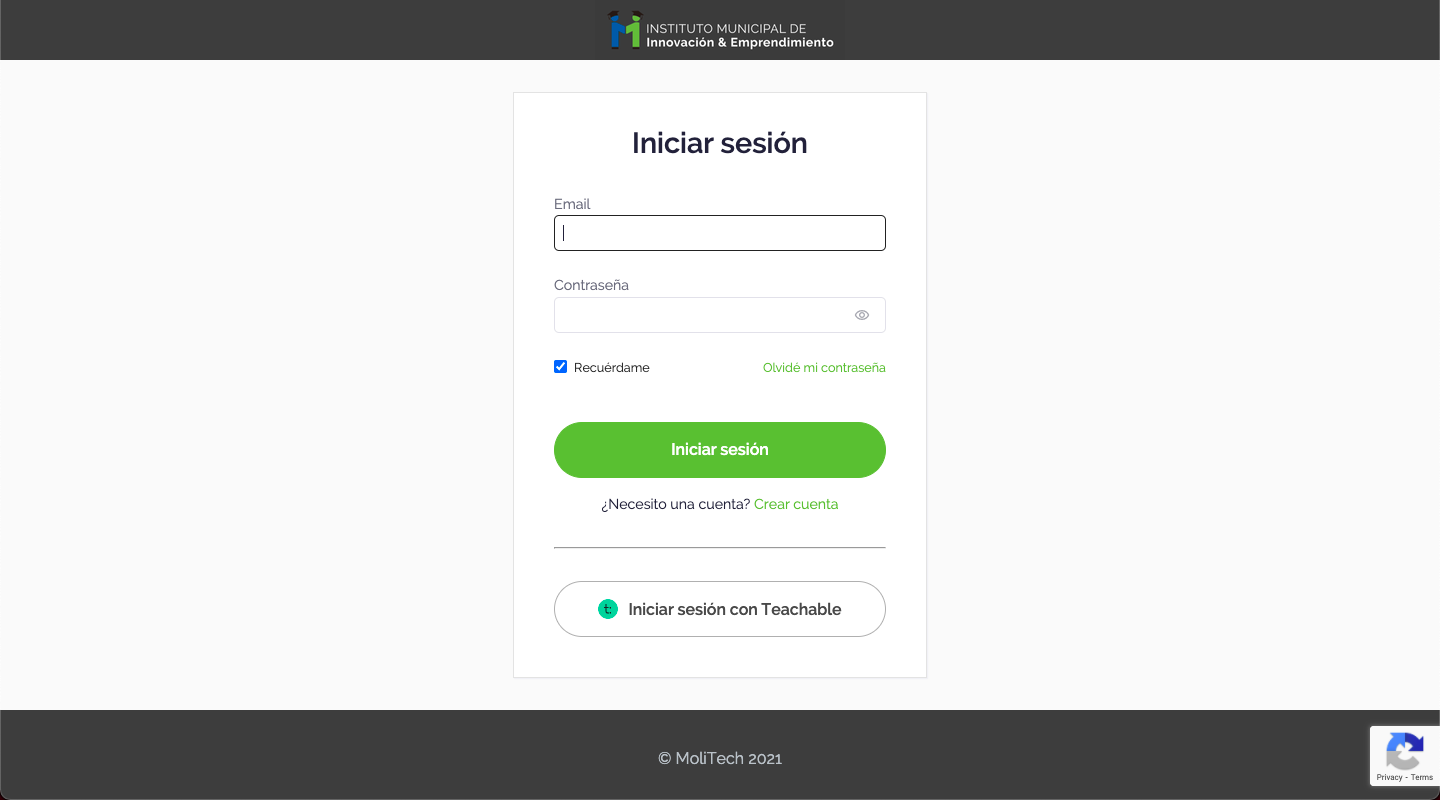 INSTITUTO MUNICIPAL DE
Innovación & Emprendimiento
Iniciar sesión
Email
Contraseña
Recuérdame
Olvidé mi contraseña
Iniciar sesión
¿Necesito una cuenta? Crear cuenta
t:
Iniciar sesión con Teachable
© MoliTech 2021
Privacy - Terms